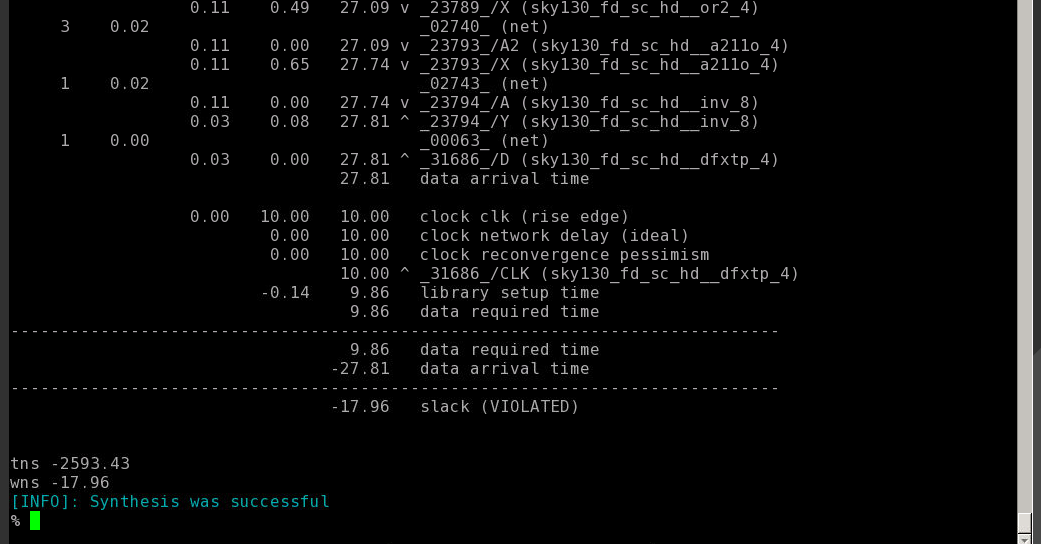 0.11 0.49 27.09 v _23789_/X (sky130_fd_sc_hd__or2_4)
3 0.02 _02740_ (net)
0.11 0.00 27.09 v _23793_/A2 (sky130_fd_sc_hd__a211o_4)
0.11 0.65 27.74 v _23793_/X (sky130_fd_sc_hd__a211o_4)
1 0.02 _02743_ (net)
0.11 0.00 27.74 v _23794_/A (sky130_fd_sc_hd__inv_8)
0.03 0.08 27.81 ^ _23794_/Y (sky130_fd_sc_hd__inv_8)
1 0.00 _00063_ (net)
0.03 0.00 27.81 ^ _31686_/D (sky130_fd_sc_hd__dfxtp_4)
27.81 data arrival time
0.00 10.00 10.00 clock clk (rise edge)
0.00 10.00 clock network delay (ideal)
0.00 10.00 clock reconvergence pessimism
10.00 ^ _31686_/CLK (sky130_fd_sc_hd__dfxtp_4)
-0.14 9.86 library setup time
9.86 data required time
-----------------------------------------------------------------------------
9.86 data required time
-27.81 data arrival time
-----------------------------------------------------------------------------
-17.96 slack (VIOLATED)
tns -2593.43
wns -17.96
[INFO]: Synthesis was successful
%